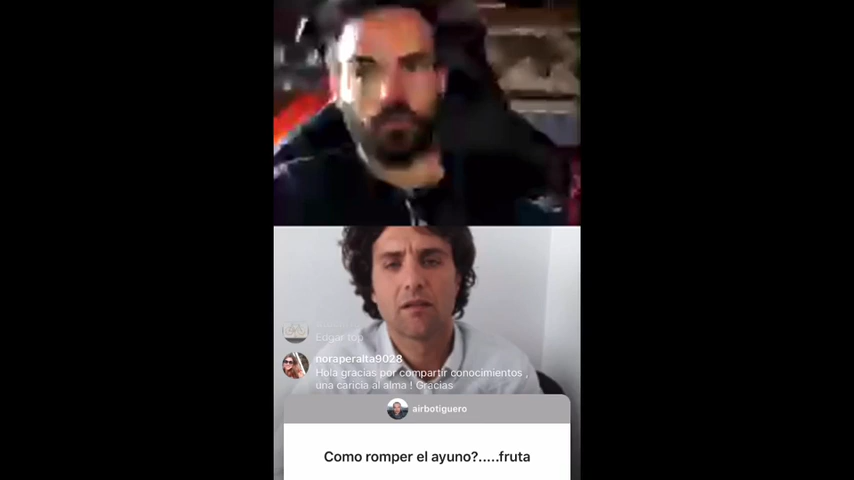 Edgar top
noraperalta9028
Hola gracias por compartir conocimientos ,
una caricia al alma ! Gracias
airbotiguero
Como romper el ayuno?.....fruta